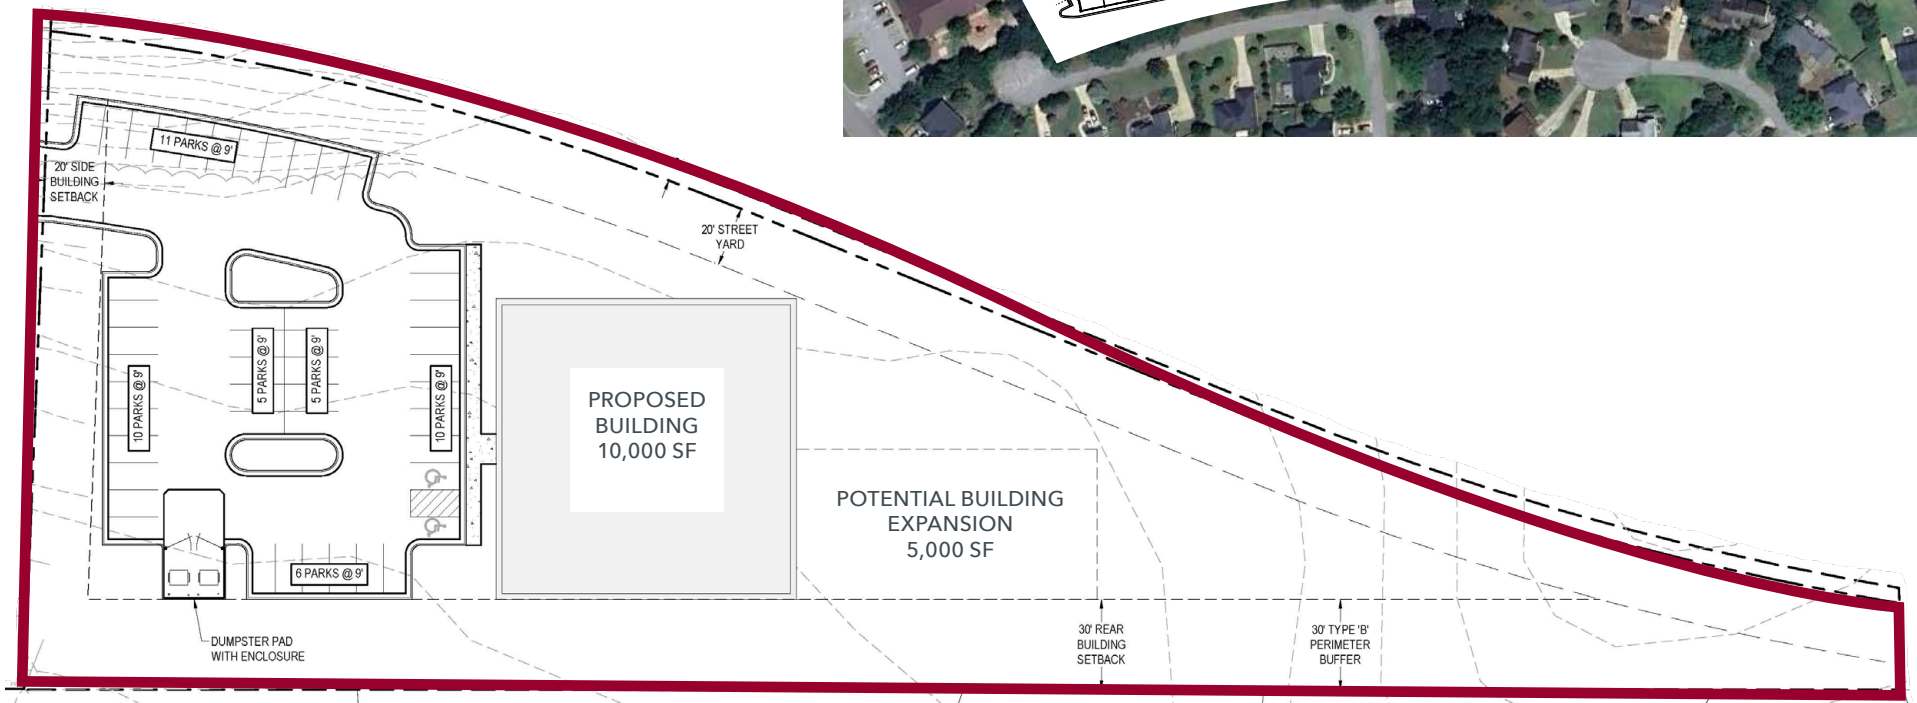 11 PARKS @ 9'
20' SIDE
BUILDING
SETBACK
20' STREET
YARD
5 PARKS @ 9'
5 PARKS @ 9'
10 PARKS @ 9'
10 PARKS @ 9'
PROPOSED
BUILDING
10,000 SF
POTENTIAL BUILDING
EXPANSION
5,000 SF
6 PARKS @ 9'
DUMPSTER PAD
WITH ENCLOSURE
30' REAR
BUILDING
SETBACK
30' TYPE 'B'
PERIMETER
BUFFER